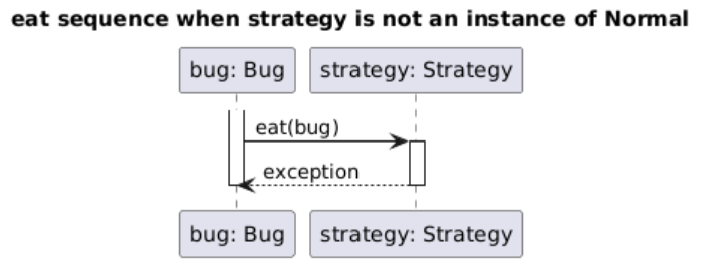 eat sequence when strategy is not an instance of Normal
bug: Bug
strategy: Strategy
eat(bug)
exception
bug: Bug
strategy: Strategy